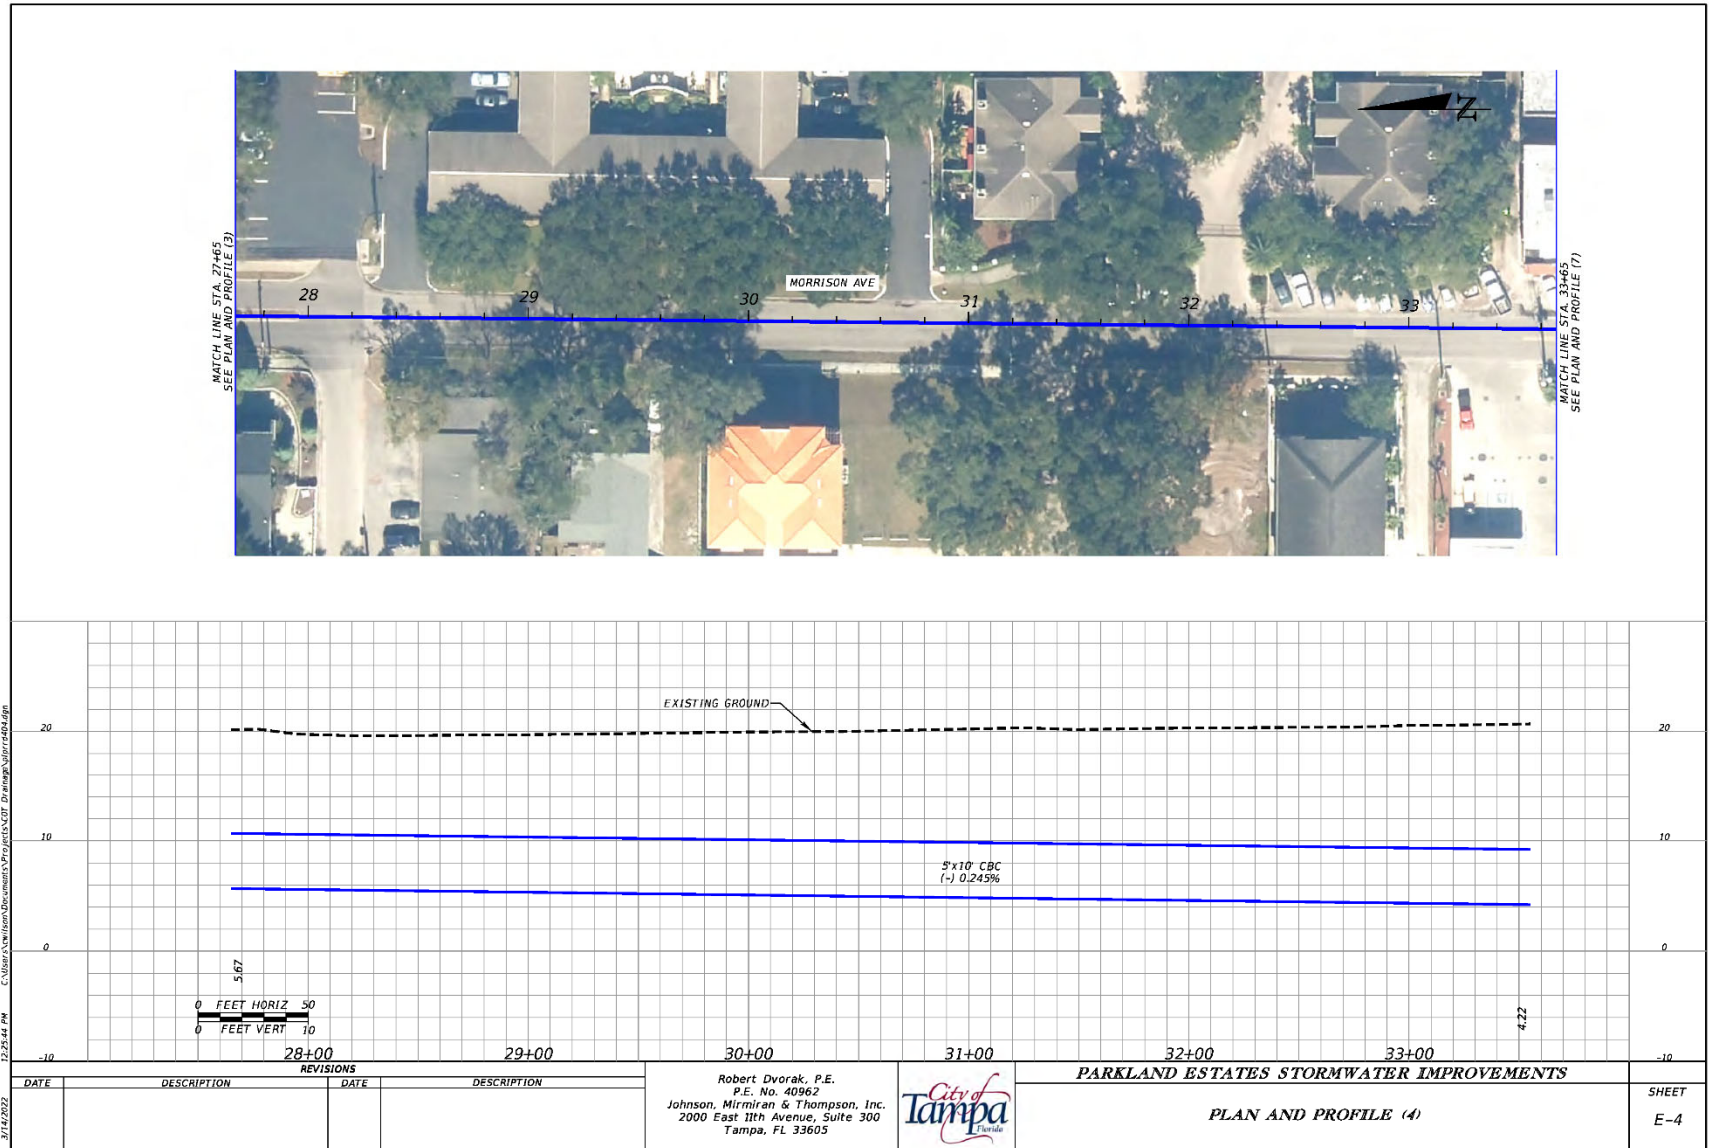 N
MATCH LINE STA. 27+65
SEE PLAN AND PROFILE (3)
MORRISON AVE
28
29
30
31
32
33
MATCH LINE STA. 33+65
SEE PLAN AND PROFILE (7)
EXISTING GROUND
20
20
10
10
5'x10' CBC
(-) 0.245%
0
0
5.67
4.22
0 FEET HORIZ 50
0 FEET VERT 10
-10
-10
28+00
29+00
30+00
31+00
32+00
33+00
3/14/2022
12:25:44 PM
REVISIONS
DATE
DESCRIPTION
DATE
DESCRIPTION
Robert Dvorak, P.E.
P.E. No. 40962
Johnson, Mirmiran & Thompson, Inc.
2000 East 11th Avenue, Suite 300
Tampa, FL 33605
City of
Tampa
Florida
PARKLAND ESTATES STORMWATER IMPROVEMENTS
PLAN AND PROFILE (4)
SHEET
E-4